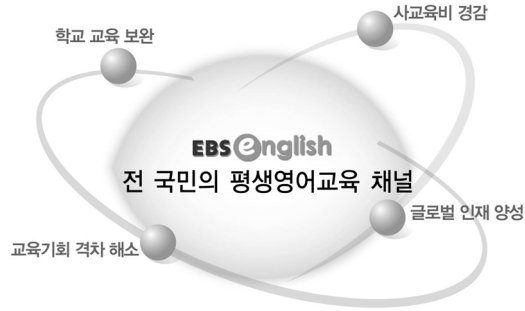 사교육비 경감
학교 교육 보완
EBS English
전 국민의 평생영어교육 채널
글로벌 인재 양성
교육기회 격차 해소